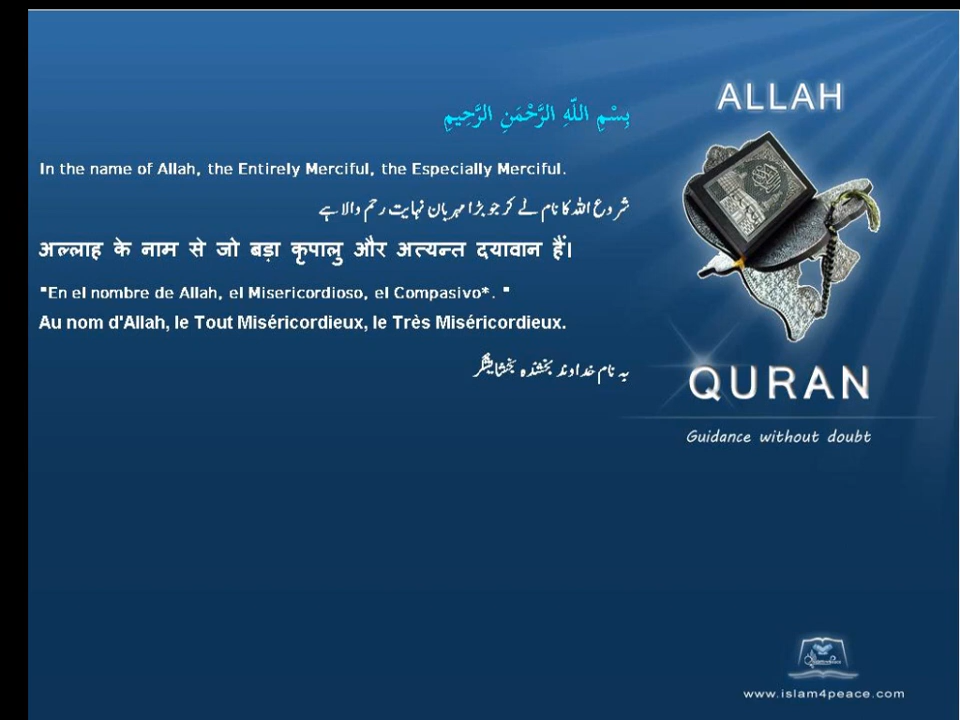 بِسْمِ اللّهِ الرَّحْمَنِ الرَّحِيمِ
In the name of Allah, the Entirely Merciful, the Especially Merciful.
شروع اللہ کا نام لے کر جو بڑا مہربان نہایت رحم والا ہے
अल्लाह के नाम से जो बड़ा कृपालु और अत्यन्त दयावान हैं।
"En el nombre de Allah, el Misericordioso, el Compasivo*. "
Au nom d'Allah, le Tout Miséricordieux, le Très Miséricordieux.
به نام خداوند بخشنده بخشایشگر
ALLAH
QURAN
Guidance without doubt
www.islam4peace.com